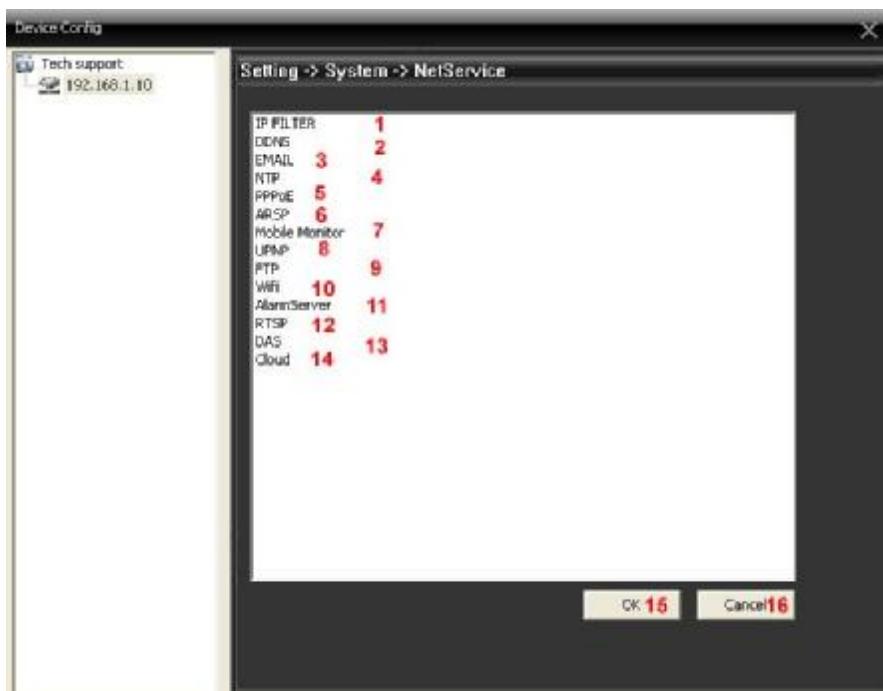 Device Config
Tech support
192.168.1.10
Setting -> System -> NetService
IP FILTER 1
DDNS 2
EMAIL 3
NTP 4
PPPoE 5
ARSP 6
Mobile Monitor 7
UPNP 8
FTP 9
Wifi 10
AlarmServer 11
RTSP 12
DAS 13
Cloud 14
OK 15
Cancel 16